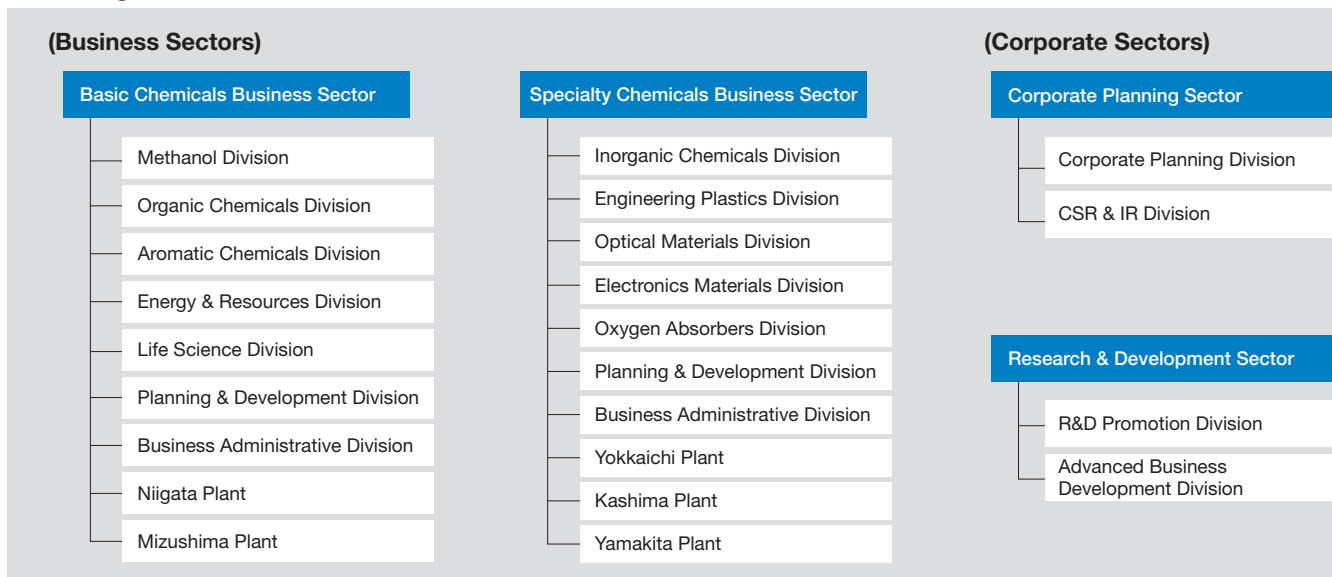 (Business Sectors)
Basic Chemicals Business Sector
Methanol Division
Organic Chemicals Division
Aromatic Chemicals Division
Energy & Resources Division
Life Science Division
Planning & Development Division
Business Administrative Division
Niigata Plant
Mizushima Plant
Specialty Chemicals Business Sector
Inorganic Chemicals Division
Engineering Plastics Division
Optical Materials Division
Electronics Materials Division
Oxygen Absorbers Division
Planning & Development Division
Business Administrative Division
Yokkaichi Plant
Kashima Plant
Yamakita Plant
(Corporate Sectors)
Corporate Planning Sector
Corporate Planning Division
CSR & IR Division
Research & Development Sector
R&D Promotion Division
Advanced Business
Development Division